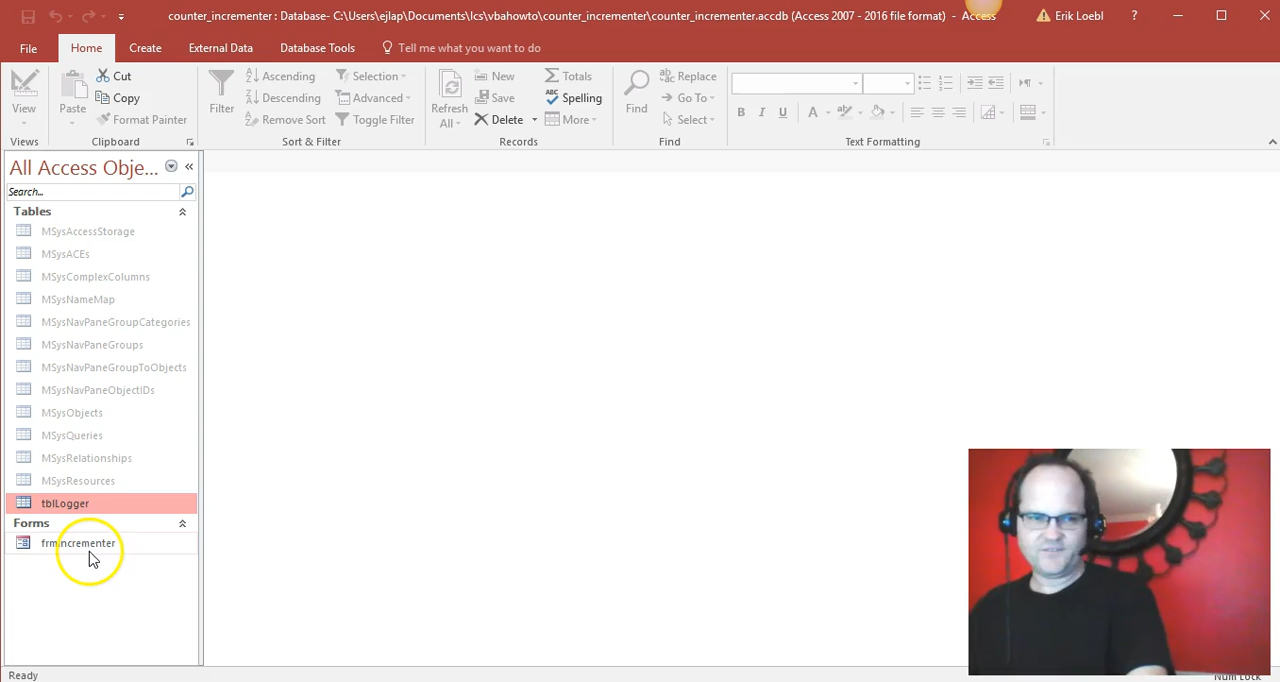 counter_incrementer : Database- C:\Users\ejlap\Documents\lcs\vbahowto\counter_incrementer\counter_incrementer.accdb (Access 2007 - 2016 file format) - Access
Erik Loebl
?
File
Home
Create
External Data
Database Tools
Tell me what you want to do
View
Views
Paste
Cut
Copy
Format Painter
Clipboard
Filter
Ascending
Descending
Remove Sort
Selection
Advanced
Toggle Filter
Sort & Filter
Refresh
All
New
Save
Delete
Totals
Spelling
More
Records
Find
Replace
Go To
Select
Find
B I U A
Text Formatting
All Access Obje...
Search...
Tables
MSysAccessStorage
MSysACEs
MSysComplexColumns
MSysNameMap
MSysNavPaneGroupCategories
MSysNavPaneGroups
MSysNavPaneGroupToObjects
MSysNavPaneObjectIDs
MSysObjects
MSysQueries
MSysRelationships
MSysResources
tblLogger
Forms
frmIncrementer
Ready
Num Lock